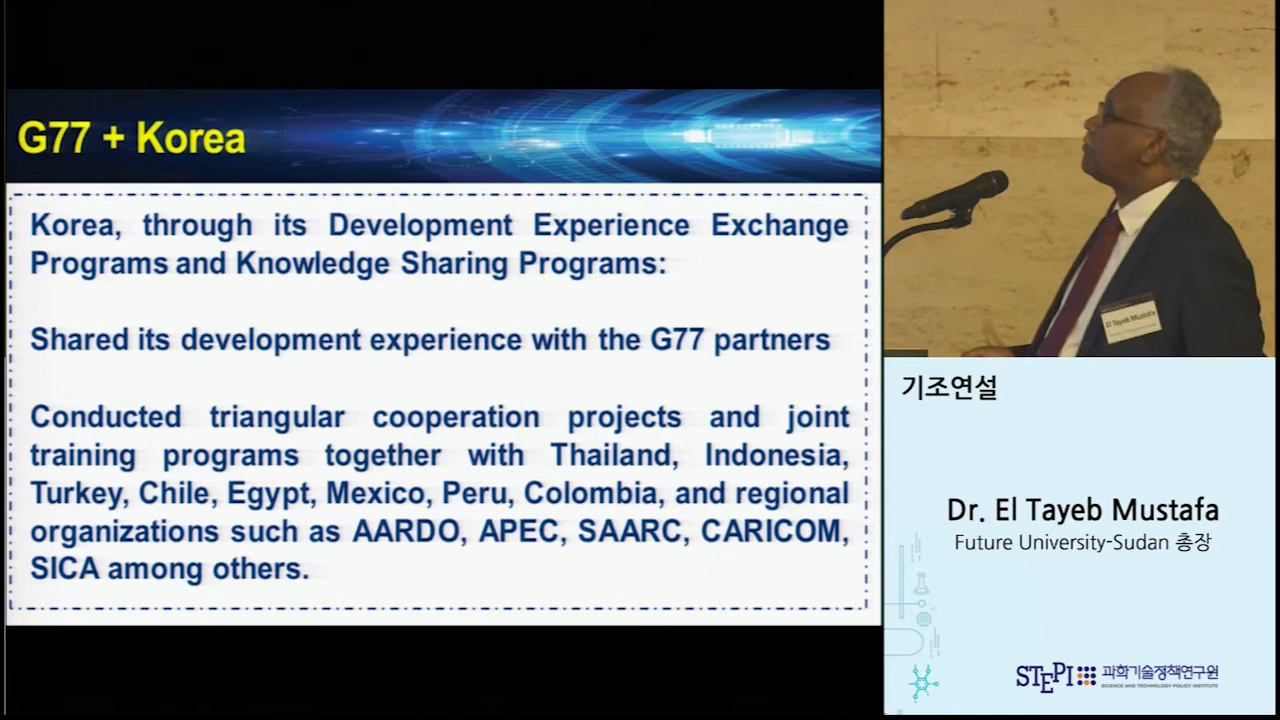 G77 + Korea
Korea, through its Development Experience Exchange
Programs and Knowledge Sharing Programs:
Shared its development experience with the G77 partners
Conducted triangular cooperation projects and joint
training programs together with Thailand, Indonesia,
Turkey, Chile, Egypt, Mexico, Peru, Colombia, and regional
organizations such as AARDO, APEC, SAARC, CARICOM,
SICA among others.
El Tayeb Mustafa
기조연설
Dr. El Tayeb Mustafa
Future University-Sudan 총장
STEPI 과학기술정책연구원
SCIENCE AND TECHNOLOGY POLICY INSTITUTE